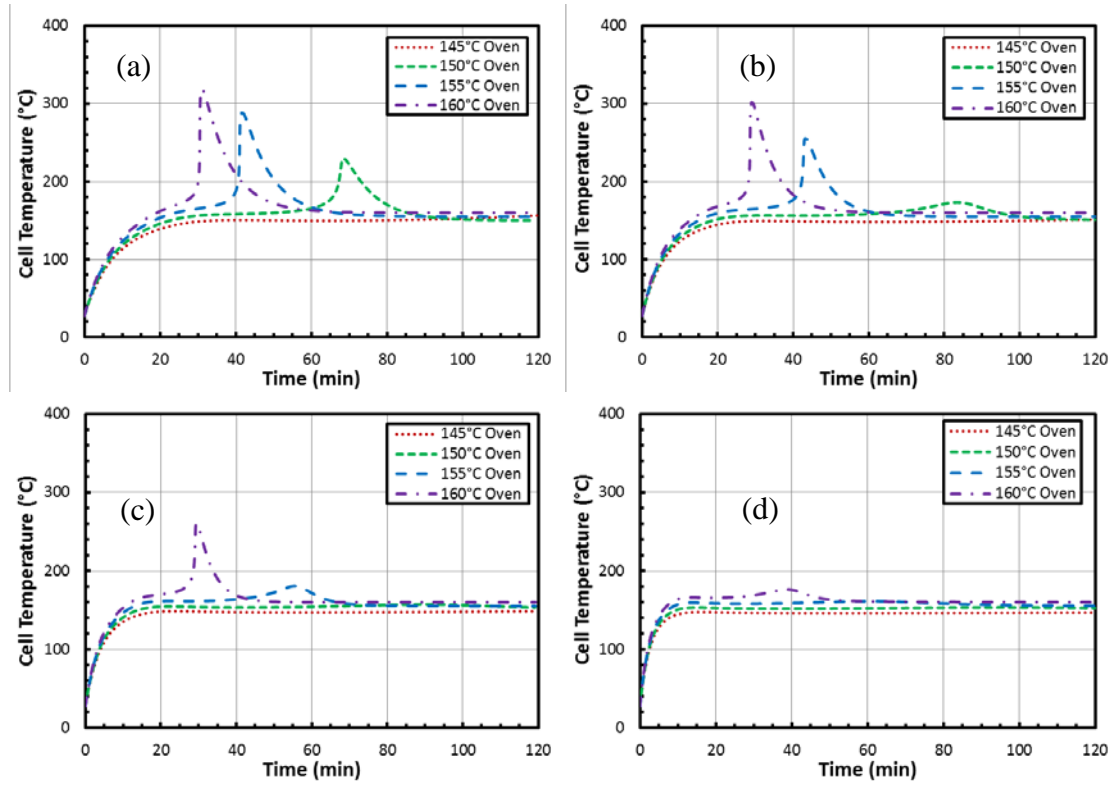 (a)
145°C Oven
150°C Oven
155°C Oven
160°C Oven
400
300
200
100
0
Cell Temperature (°C)
0 20 40 60 80 100 120
Time (min)
(b)
145°C Oven
150°C Oven
155°C Oven
160°C Oven
400
300
200
100
0
Cell Temperature (°C)
0 20 40 60 80 100 120
Time (min)
(c)
145°C Oven
150°C Oven
155°C Oven
160°C Oven
400
300
200
100
0
Cell Temperature (°C)
0 20 40 60 80 100 120
Time (min)
(d)
145°C Oven
150°C Oven
155°C Oven
160°C Oven
400
300
200
100
0
Cell Temperature (°C)
0 20 40 60 80 100 120
Time (min)